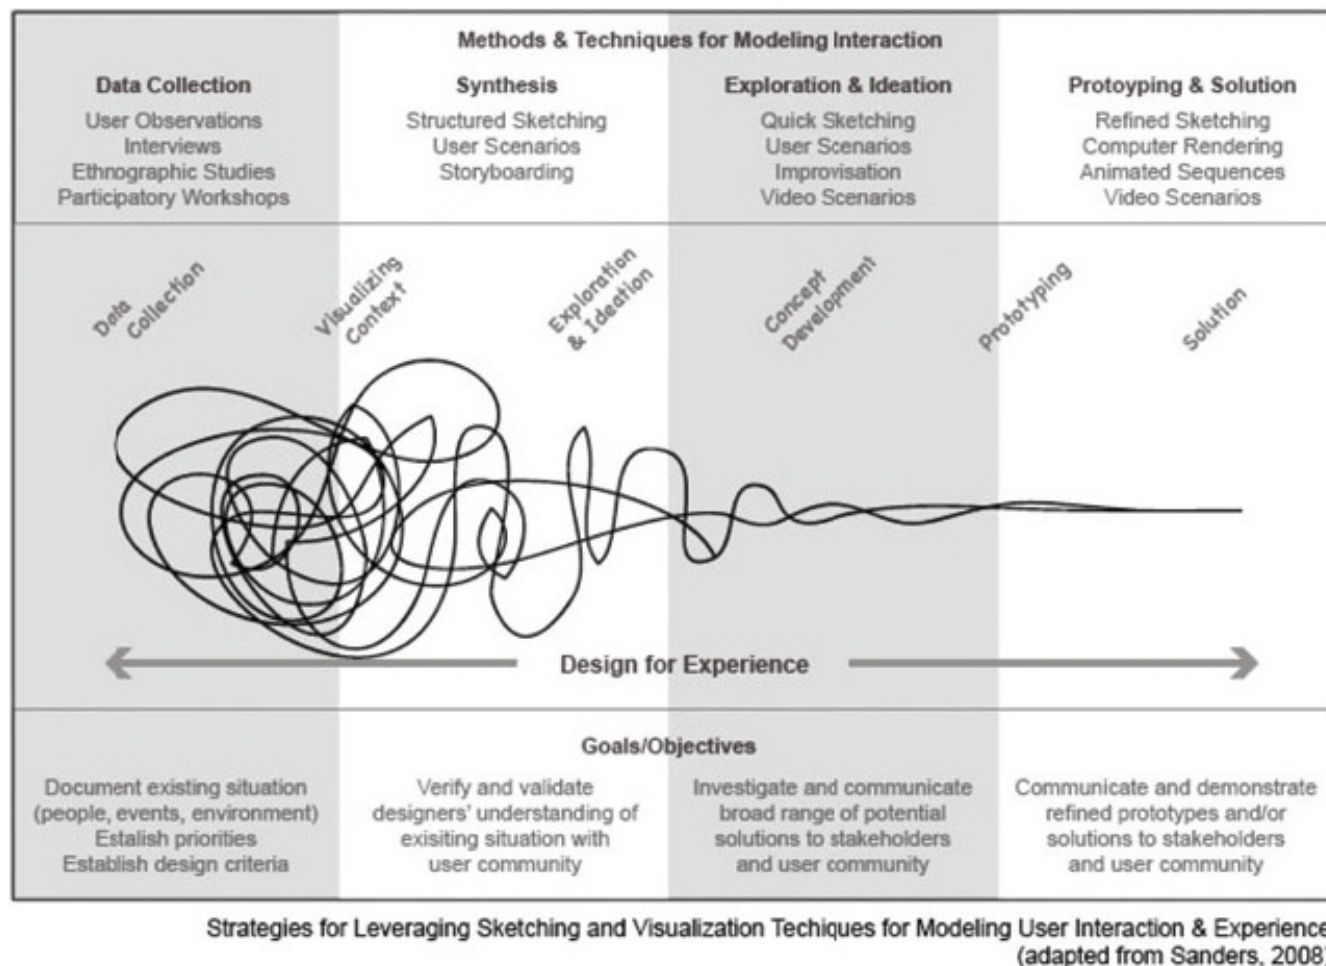 Methods & Techniques for Modeling Interaction
Data Collection
User Observations
Interviews
Ethnographic Studies
Participatory Workshops
Synthesis
Structured Sketching
User Scenarios
Storyboarding
Exploration & Ideation
Quick Sketching
User Scenarios
Improvisation
Video Scenarios
Protoyping & Solution
Refined Sketching
Computer Rendering
Animated Sequences
Video Scenarios
Data
Collection
Visualizing
Context
Exploration
& Ideation
Concept
Development
Prototyping
Solution
Design for Experience
Goals/Objectives
Document existing situation
(people, events, environment)
Estalish priorities
Establish design criteria
Verify and validate
designers' understanding of
exisiting situation with
user community
Investigate and communicate
broad range of potential
solutions to stakeholders
and user community
Communicate and demonstrate
refined prototypes and/or
solutions to stakeholders
and user community
Strategies for Leveraging Sketching and Visualization Techiques for Modeling User Interaction & Experience
(adapted from Sanders, 2008)